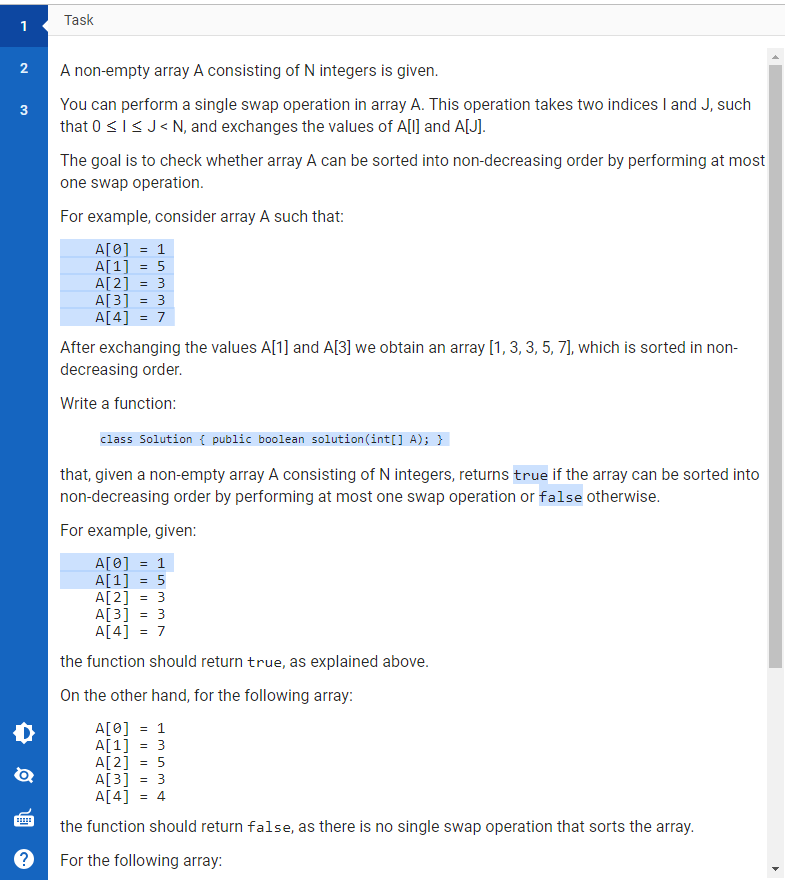 1
Task
2
3
A non-empty array A consisting of N integers is given.
You can perform a single swap operation in array A. This operation takes two indices I and J, such
that 0 ≤ I ≤ J < N, and exchanges the values of A[I] and A[J].
The goal is to check whether array A can be sorted into non-decreasing order by performing at most
one swap operation.
For example, consider array A such that:
A[0] = 1
A[1] = 5
A[2] = 3
A[3] = 3
A[4] = 7
After exchanging the values A[1] and A[3] we obtain an array [1, 3, 3, 5, 7], which is sorted in non-
decreasing order.
Write a function:
class Solution { public boolean solution(int[] A); }
that, given a non-empty array A consisting of N integers, returns true if the array can be sorted into
non-decreasing order by performing at most one swap operation or false otherwise.
For example, given:
A[0] = 1
A[1] = 5
A[2] = 3
A[3] = 3
A[4] = 7
the function should return true, as explained above.
On the other hand, for the following array:
A[0] = 1
A[1] = 3
A[2] = 5
A[3] = 3
A[4] = 4
the function should return false, as there is no single swap operation that sorts the array.
For the following array:
?